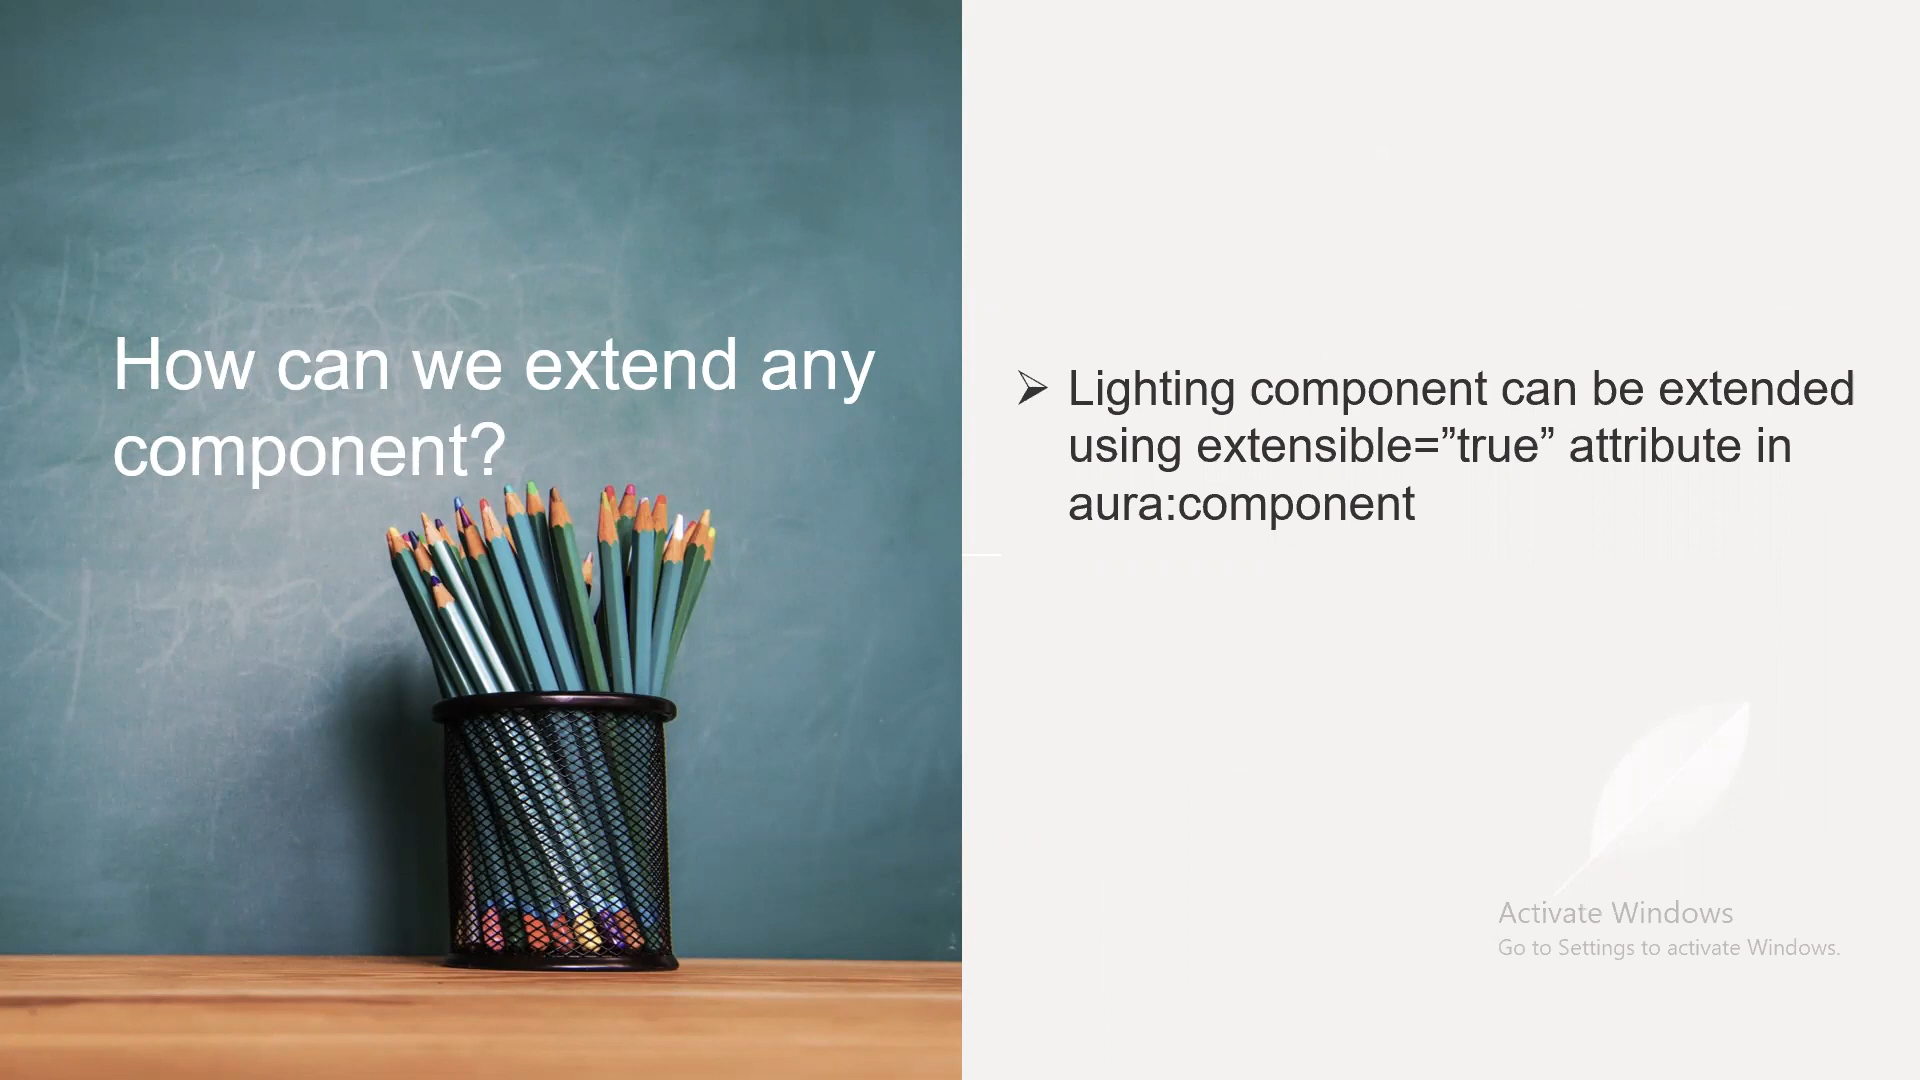 How can we extend any
component?
➢ Lighting component can be extended
using extensible=”true” attribute in
aura:component
Activate Windows
Go to Settings to activate Windows.